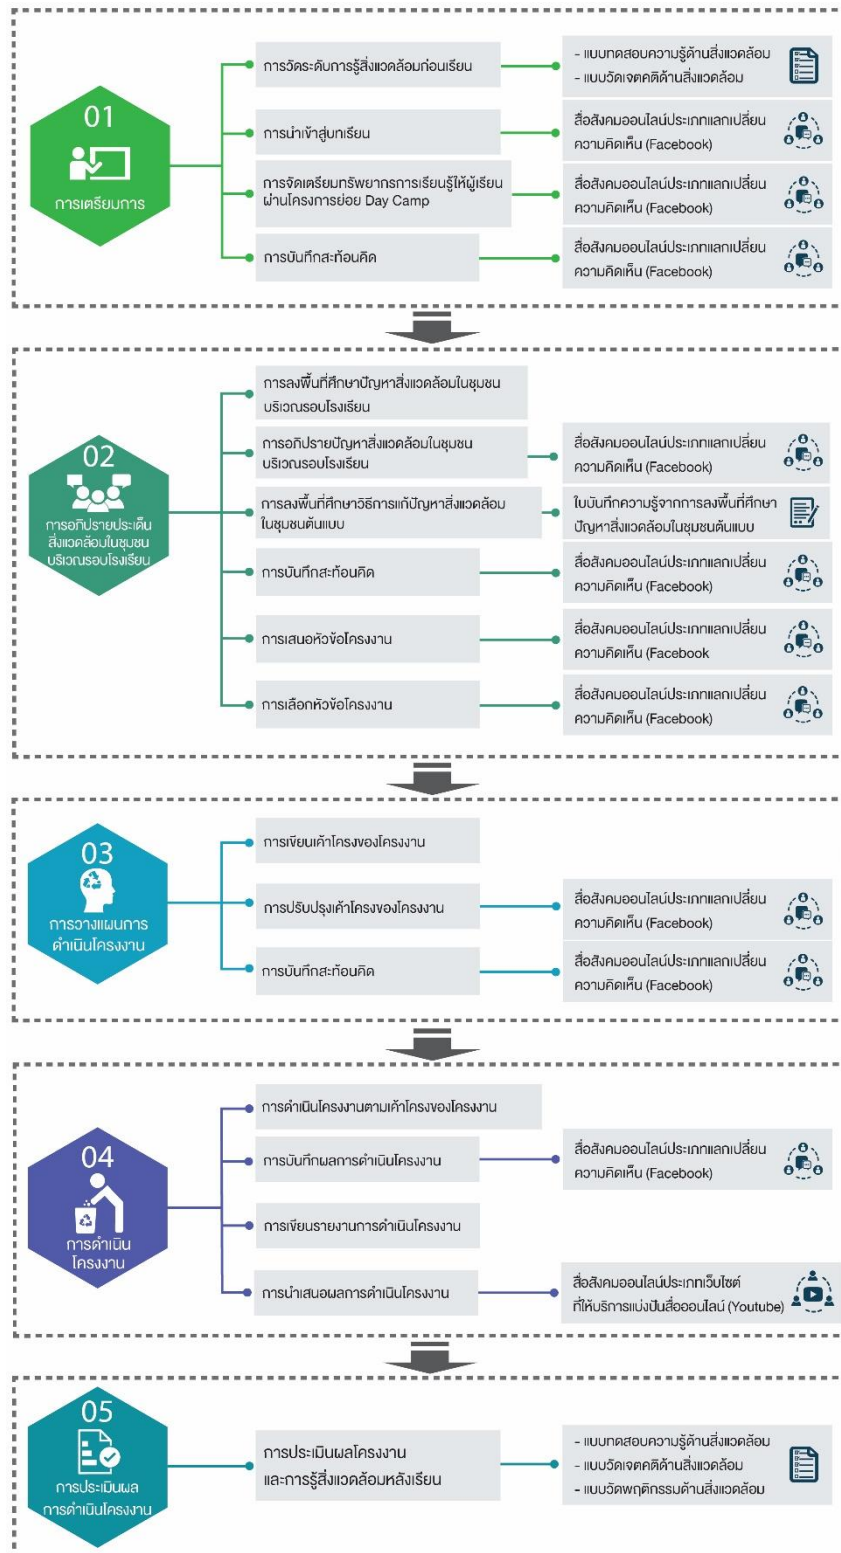 01
การเตรียมการ
การวัดระดับการรู้สิ่งแวดล้อมก่อนเรียน
- แบบทดสอบความรู้ด้านสิ่งแวดล้อม
- แบบวัดเจตคติด้านสิ่งแวดล้อม
การนำเข้าสู่บทเรียน
สื่อสังคมออนไลน์ประเภทแลกเปลี่ยน
ความคิดเห็น (Facebook)
การจัดเตรียมทรัพยากรการเรียนรู้ให้ผู้เรียน
ผ่านโครงการย่อย Day Camp
สื่อสังคมออนไลน์ประเภทแลกเปลี่ยน
ความคิดเห็น (Facebook)
การบันทึกสะท้อนคิด
สื่อสังคมออนไลน์ประเภทแลกเปลี่ยน
ความคิดเห็น (Facebook)
02
การอภิปรายประเด็น
สิ่งแวดล้อมในชุมชน
บริเวณรอบโรงเรียน
การลงพื้นที่ศึกษาปัญหาสิ่งแวดล้อมในชุมชน
บริเวณรอบโรงเรียน
การอภิปรายปัญหาสิ่งแวดล้อมในชุมชน
บริเวณรอบโรงเรียน
สื่อสังคมออนไลน์ประเภทแลกเปลี่ยน
ความคิดเห็น (Facebook)
การลงพื้นที่ศึกษาวิธีการแก้ปัญหาสิ่งแวดล้อม
ในชุมชนต้นแบบ
ใบบันทึกความรู้จากการลงพื้นที่ศึกษา
ปัญหาสิ่งแวดล้อมในชุมชนต้นแบบ
การบันทึกสะท้อนคิด
สื่อสังคมออนไลน์ประเภทแลกเปลี่ยน
ความคิดเห็น (Facebook)
การเสนอหัวข้อโครงงาน
สื่อสังคมออนไลน์ประเภทแลกเปลี่ยน
ความคิดเห็น (Facebook
การเลือกหัวข้อโครงงาน
สื่อสังคมออนไลน์ประเภทแลกเปลี่ยน
ความคิดเห็น (Facebook)
03
การวางแผนการ
ดำเนินโครงงาน
การเขียนเค้าโครงของโครงงาน
การปรับปรุงเค้าโครงของโครงงาน
สื่อสังคมออนไลน์ประเภทแลกเปลี่ยน
ความคิดเห็น (Facebook)
การบันทึกสะท้อนคิด
สื่อสังคมออนไลน์ประเภทแลกเปลี่ยน
ความคิดเห็น (Facebook)
04
การดำเนิน
โครงงาน
การดำเนินโครงงานตามเค้าโครงของโครงงาน
การบันทึกผลการดำเนินโครงงาน
สื่อสังคมออนไลน์ประเภทแลกเปลี่ยน
ความคิดเห็น (Facebook)
การเขียนรายงานการดำเนินโครงงาน
การนำเสนอผลการดำเนินโครงงาน
สื่อสังคมออนไลน์ประเภทเว็บไซต์
ที่ให้บริการแบ่งปันสื่อออนไลน์ (Youtube)
05
การประเมินผล
การดำเนินโครงงาน
การประเมินผลโครงงาน
และการรู้สิ่งแวดล้อมหลังเรียน
- แบบทดสอบความรู้ด้านสิ่งแวดล้อม
- แบบวัดเจตคติด้านสิ่งแวดล้อม
- แบบวัดพฤติกรรมด้านสิ่งแวดล้อม